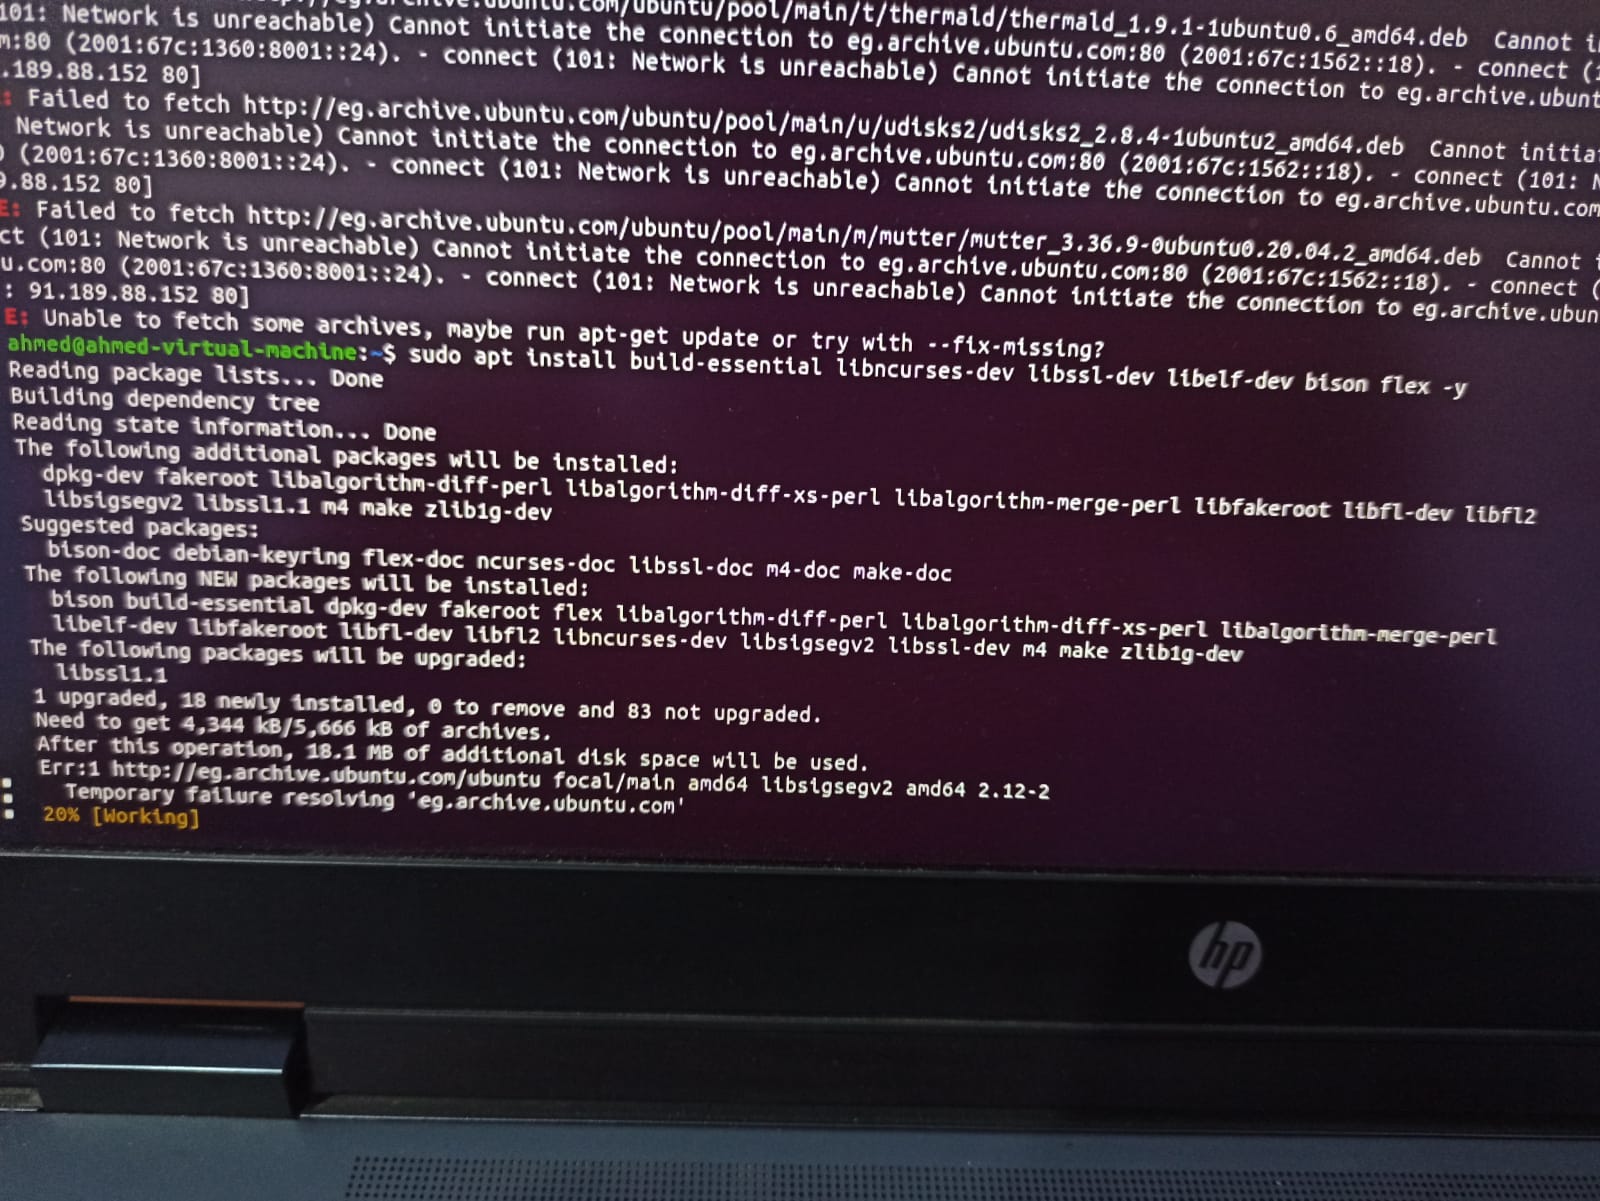 ubuntu.com/ubuntu/pool/main/t/thermald/thermald_1.9.1-1ubuntu0.6_amd64.deb  Cannot
101: Network is unreachable) Cannot initiate the connection to eg.archive.ubuntu.com:80 (2001:67c:1562::18). - connect (
m:80 (2001:67c:1360:8001::24). - connect (101: Network is unreachable) Cannot initiate the connection to eg.archive.ubunt
.189.88.152 80]
E: Failed to fetch http://eg.archive.ubuntu.com/ubuntu/pool/main/u/udisks2/udisks2_2.8.4-1ubuntu2_amd64.deb  Cannot initia
Network is unreachable) Cannot initiate the connection to eg.archive.ubuntu.com:80 (2001:67c:1562::18). - connect (101: N
) (2001:67c:1360:8001::24). - connect (101: Network is unreachable) Cannot initiate the connection to eg.archive.ubuntu.com
9.88.152 80]
E: Failed to fetch http://eg.archive.ubuntu.com/ubuntu/pool/main/m/mutter/mutter_3.36.9-0ubuntu0.20.04.2_amd64.deb  Cannot
ct (101: Network is unreachable) Cannot initiate the connection to eg.archive.ubuntu.com:80 (2001:67c:1562::18). - connect (
u.com:80 (2001:67c:1360:8001::24). - connect (101: Network is unreachable) Cannot initiate the connection to eg.archive.ubun
: 91.189.88.152 80]
E: Unable to fetch some archives, maybe run apt-get update or try with --fix-missing?
ahmed@ahmed-virtual-machine:~$ sudo apt install build-essential libncurses-dev libssl-dev libelf-dev bison flex -y
Reading package lists... Done
Building dependency tree
Reading state information... Done
The following additional packages will be installed:
dpkg-dev fakeroot libalgorithm-diff-perl libalgorithm-diff-xs-perl libalgorithm-merge-perl libfakeroot libfl-dev libfl2
libsigsegv2 libssl1.1 m4 make zlib1g-dev
Suggested packages:
bison-doc debian-keyring flex-doc ncurses-doc libssl-doc m4-doc make-doc
The following NEW packages will be installed:
bison build-essential dpkg-dev fakeroot flex libalgorithm-diff-perl libalgorithm-diff-xs-perl libalgorithm-merge-perl
libelf-dev libfakeroot libfl-dev libfl2 libncurses-dev libsigsegv2 libssl-dev m4 make zlib1g-dev
The following packages will be upgraded:
libssl1.1
1 upgraded, 18 newly installed, 0 to remove and 83 not upgraded.
Need to get 4,344 kB/5,666 kB of archives.
After this operation, 18.1 MB of additional disk space will be used.
Err:1 http://eg.archive.ubuntu.com/ubuntu focal/main amd64 libsigsegv2 amd64 2.12-2
Temporary failure resolving 'eg.archive.ubuntu.com'
20% [Working]
hp